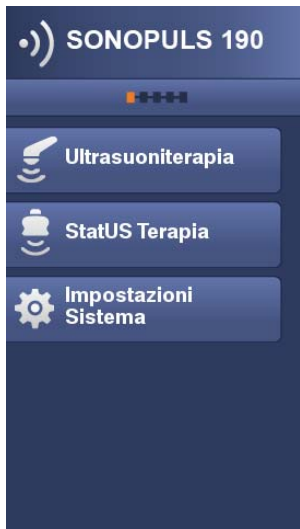 SONOPULS 190
Ultrasuoniterapia
StatUS Terapia
Impostazioni
Sistema